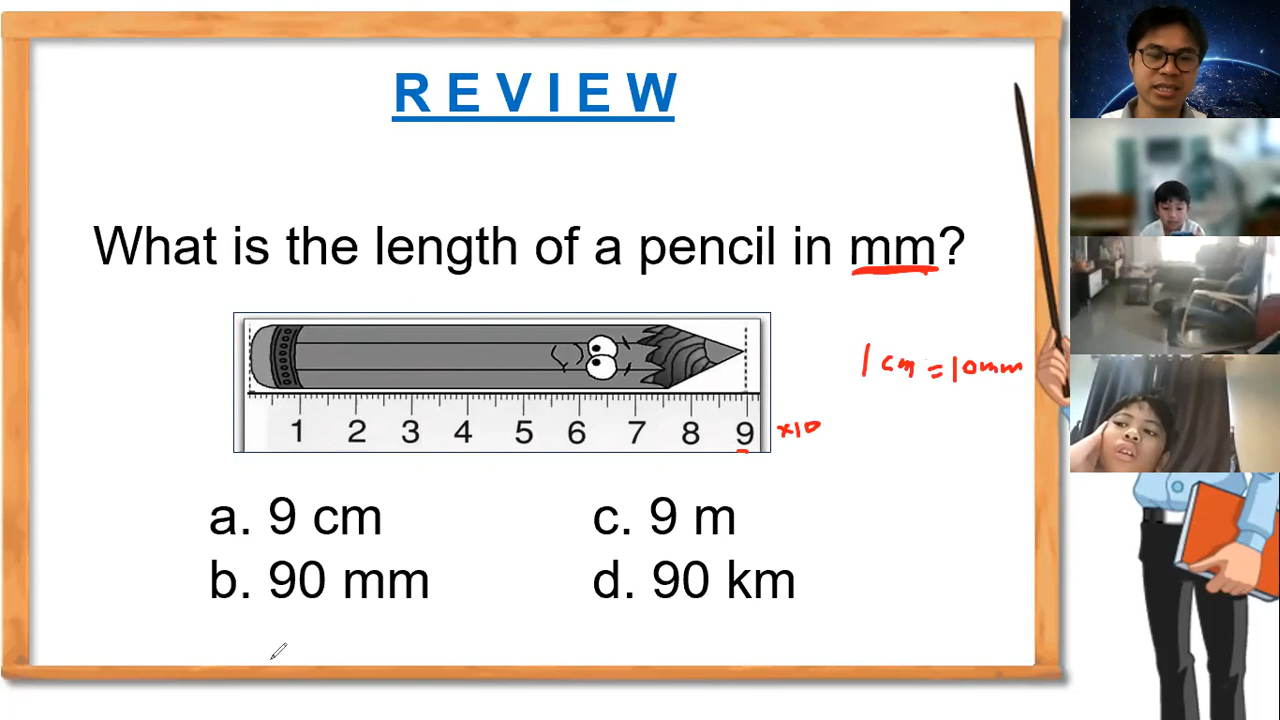 REVIEW
What is the length of a pencil in mm?
1 cm = 10mm
1 2 3 4 5 6 7 8 9 ×10
a. 9 cm
c. 9 m
b. 90 mm
d. 90 km